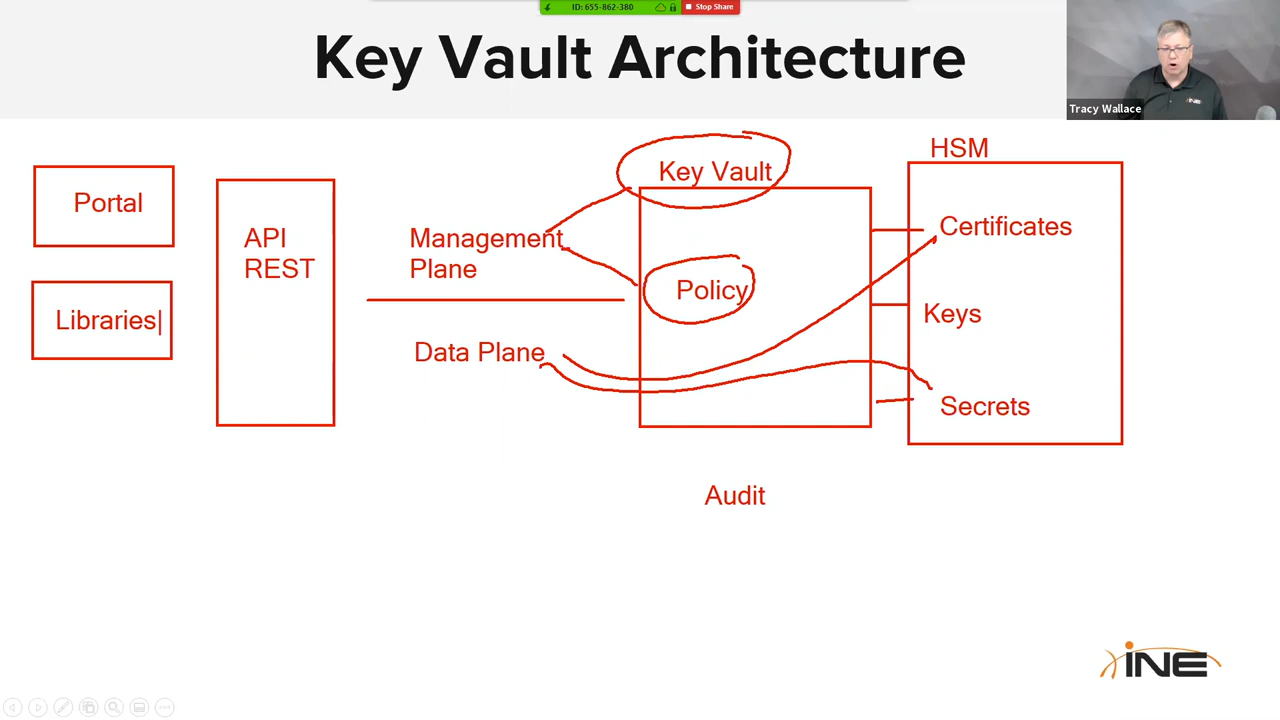 ID: 655-862-380
Stop Share
Key Vault Architecture
Tracy Wallace
INE
HSM
Portal
Key Vault
API
REST
Management
Plane
Certificates
Policy
Libraries
Data Plane
Keys
Secrets
Audit
iNE